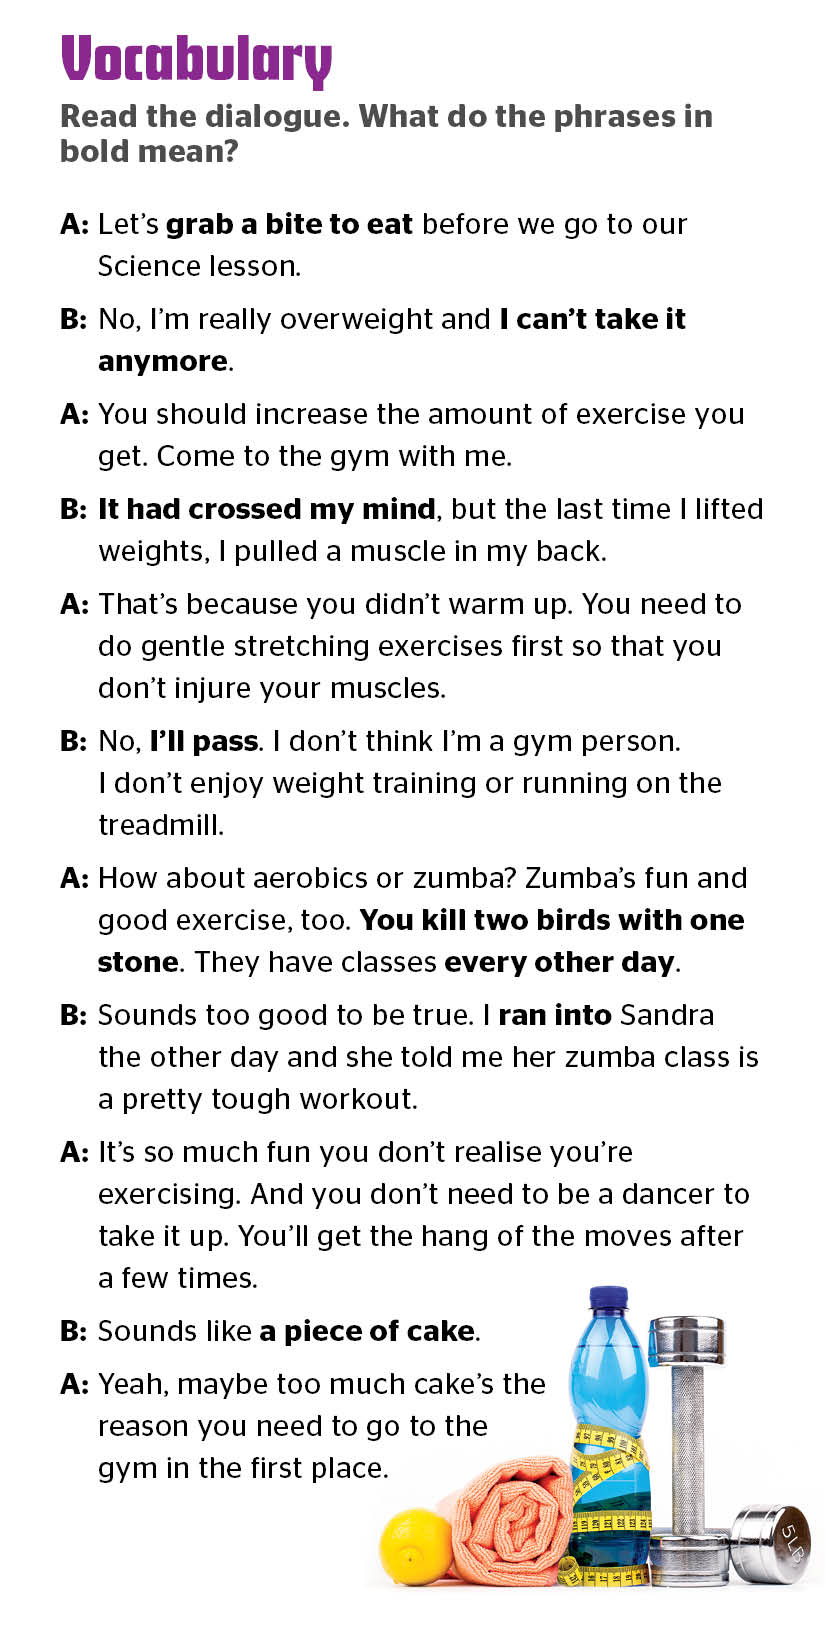 Vocabulary
Read the dialogue. What do the phrases in
bold mean?
A: Let's grab a bite to eat before we go to our
Science lesson.
B: No, I'm really overweight and I can't take it
anymore.
A: You should increase the amount of exercise you
get. Come to the gym with me.
B: It had crossed my mind, but the last time I lifted
weights, I pulled a muscle in my back.
A: That's because you didn't warm up. You need to
do gentle stretching exercises first so that you
don't injure your muscles.
B: No, I'll pass. I don't think I'm a gym person.
I don't enjoy weight training or running on the
treadmill.
A: How about aerobics or zumba? Zumba's fun and
good exercise, too. You kill two birds with one
stone. They have classes every other day.
B: Sounds too good to be true. I ran into Sandra
the other day and she told me her zumba class is
a pretty tough workout.
A: It's so much fun you don't realise you're
exercising. And you don't need to be a dancer to
take it up. You'll get the hang of the moves after
a few times.
B: Sounds like a piece of cake.
A: Yeah, maybe too much cake's the
reason you need to go to the
gym in the first place.
5LB